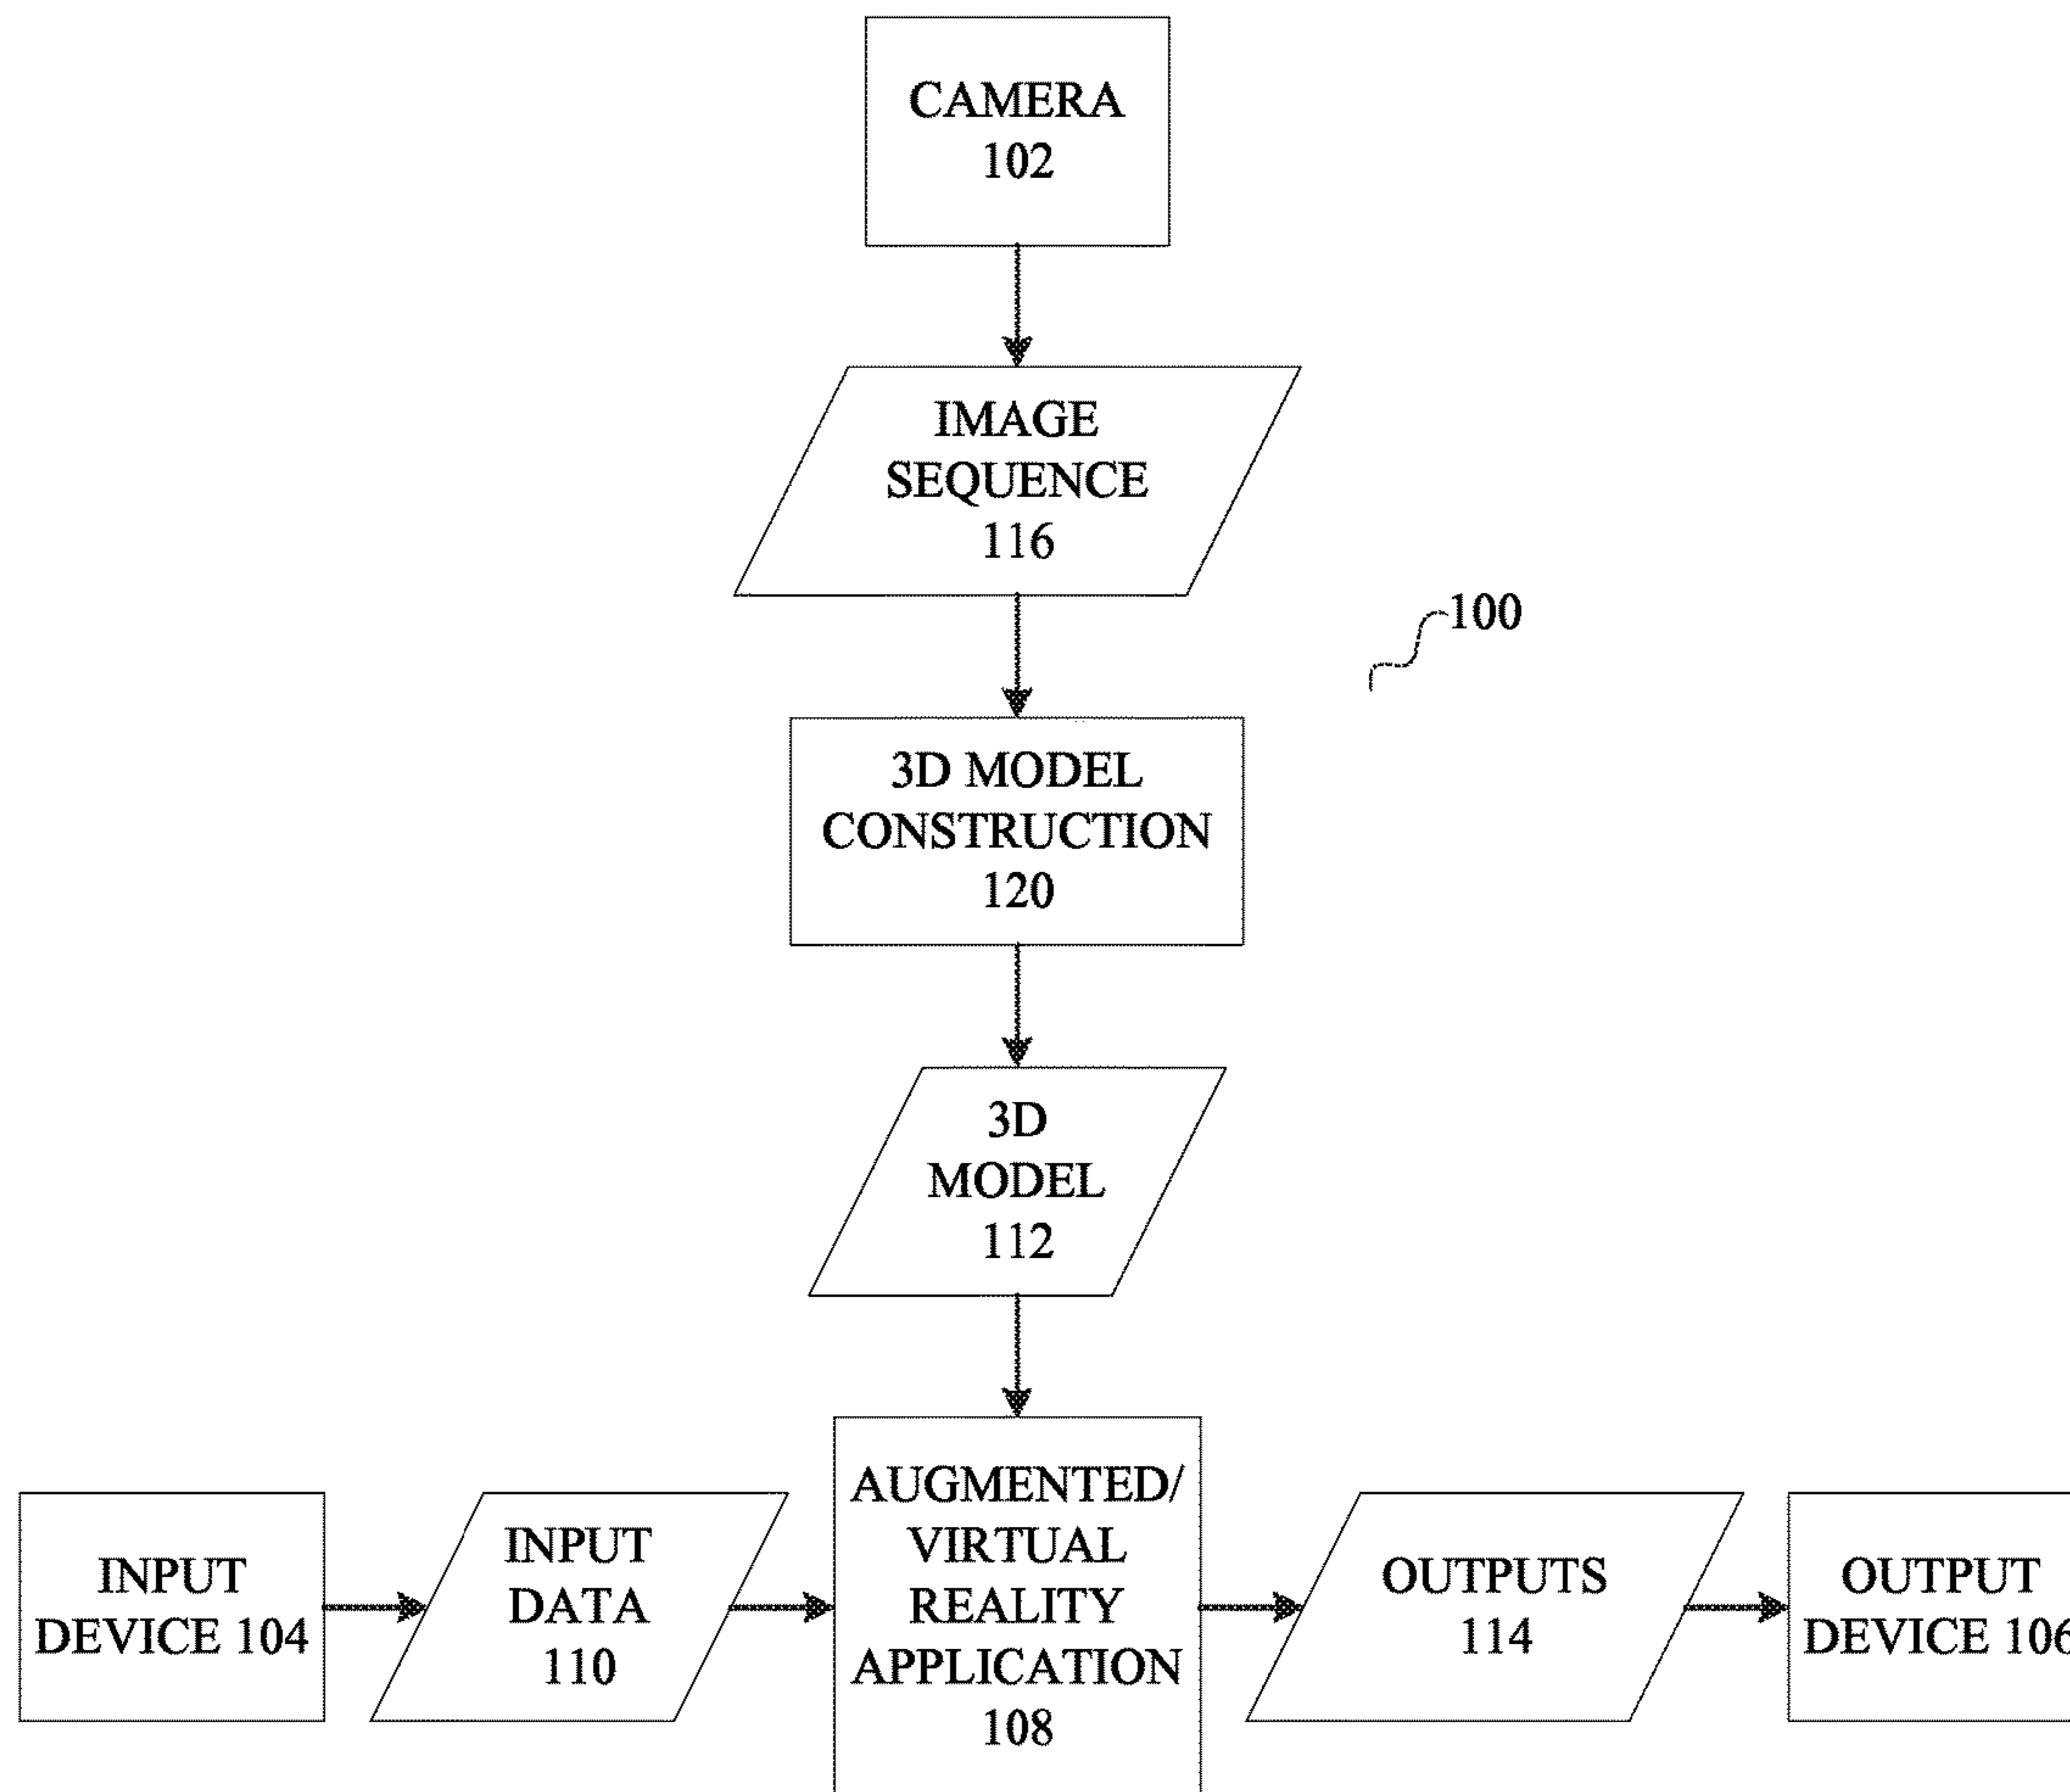 CAMERA
102
IMAGE
SEQUENCE
116
100
3D MODEL
CONSTRUCTION
120
3D
MODEL
112
INPUT
DEVICE 104
INPUT
DATA
110
AUGMENTED/
VIRTUAL
REALITY
APPLICATION
108
OUTPUTS
114
OUTPUT
DEVICE 106